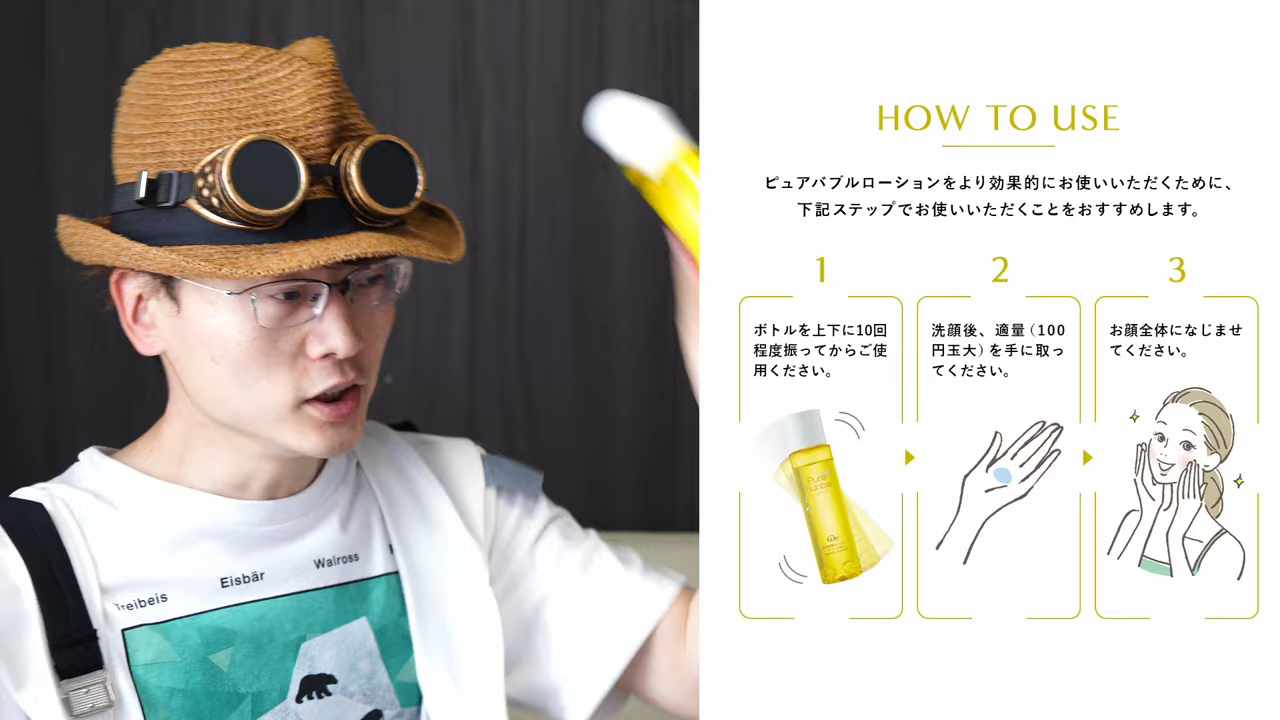 Treibeis
Eisbär
Walross
HOW TO USE
ピュアバブルローションをより効果的にお使いいただくために、
下記ステップでお使いいただくことをおすすめします。
1
ボトルを上下に10回
程度振ってからご使
用ください。
Pure
Bubble
2
洗顔後、適量（100
円玉大）を手に取っ
てください。
3
お顔全体になじませ
てください。